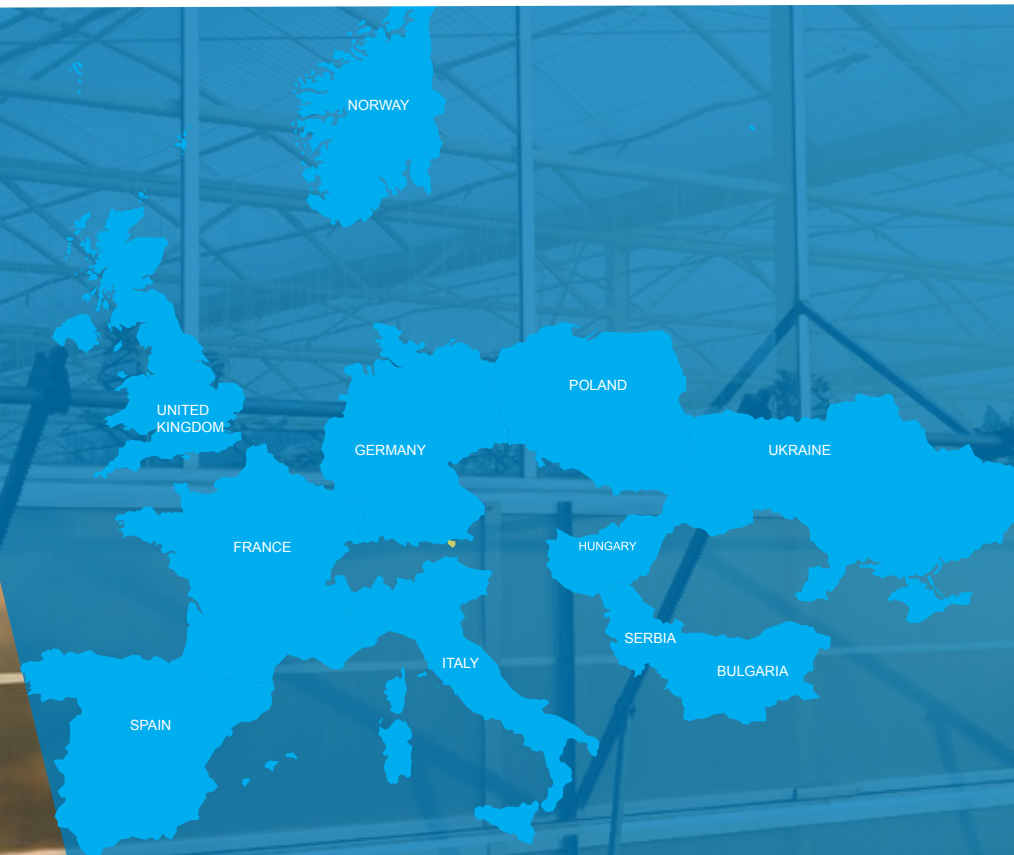 NORWAY
POLAND
UNITED
KINGDOM
GERMANY
UKRAINE
FRANCE
HUNGARY
SERBIA
ITALY
BULGARIA
SPAIN